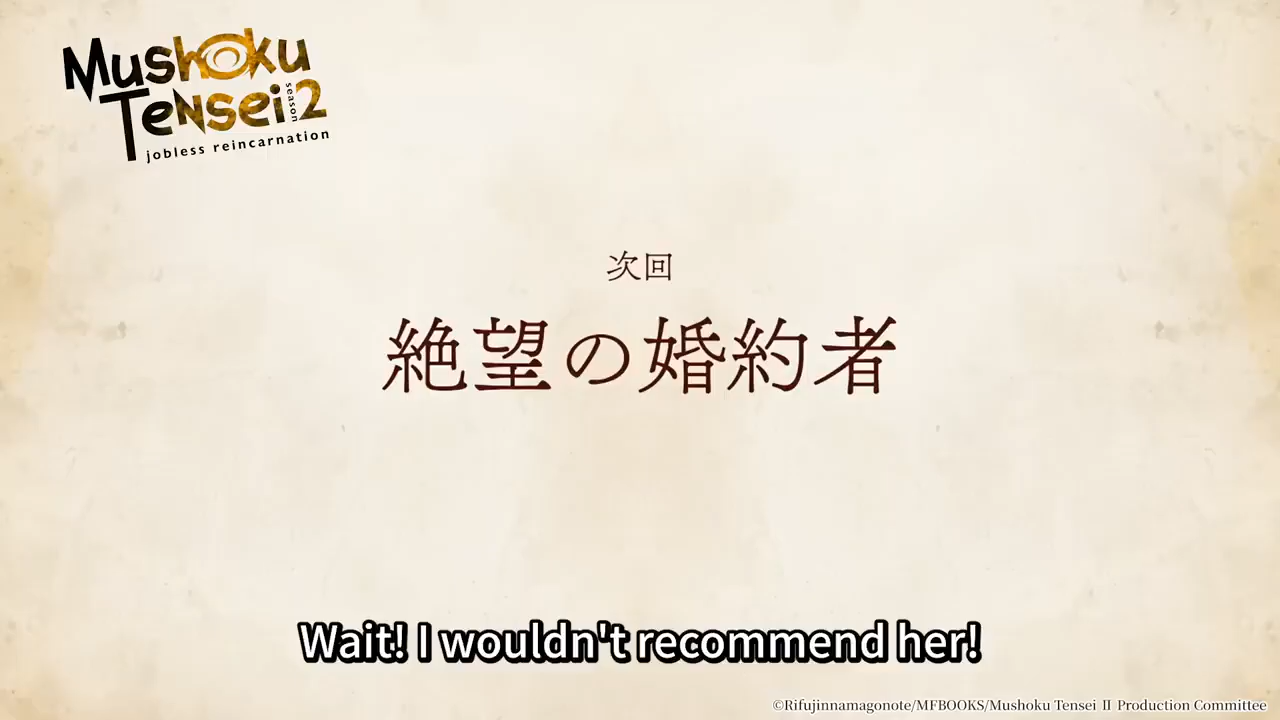 Mushoku
Tensei season 2
jobless reincarnation
次回
絶望の婚約者
Wait! I wouldn't recommend her!
©Rifujinnamagonote/MFBOOKS/Mushoku Tensei Ⅱ Production Committee